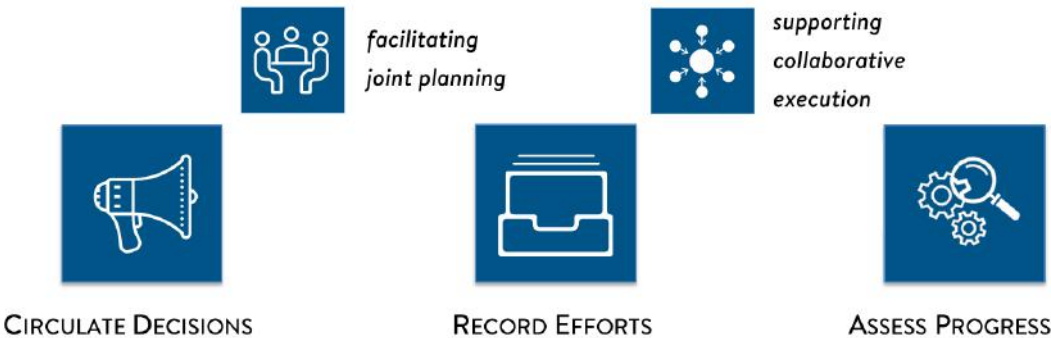 facilitating
joint planning
supporting
collaborative
execution
CIRCULATE DECISIONS
RECORD EFFORTS
ASSESS PROGRESS